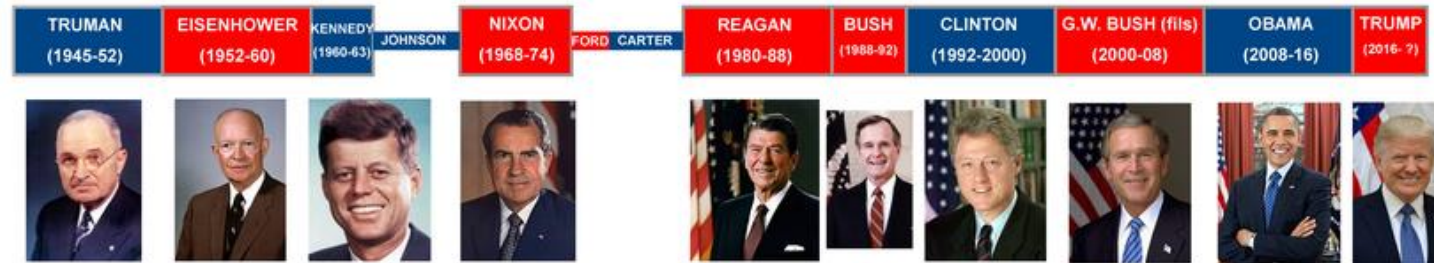 TRUMAN
(1945-52)
EISENHOWER
(1952-60)
KENNEDY
(1960-63)
JOHNSON
NIXON
(1968-74)
FORD
CARTER
REAGAN
(1980-88)
BUSH
(1988-92)
CLINTON
(1992-2000)
G.W. BUSH (fils)
(2000-08)
OBAMA
(2008-16)
TRUMP
(2016- ?)